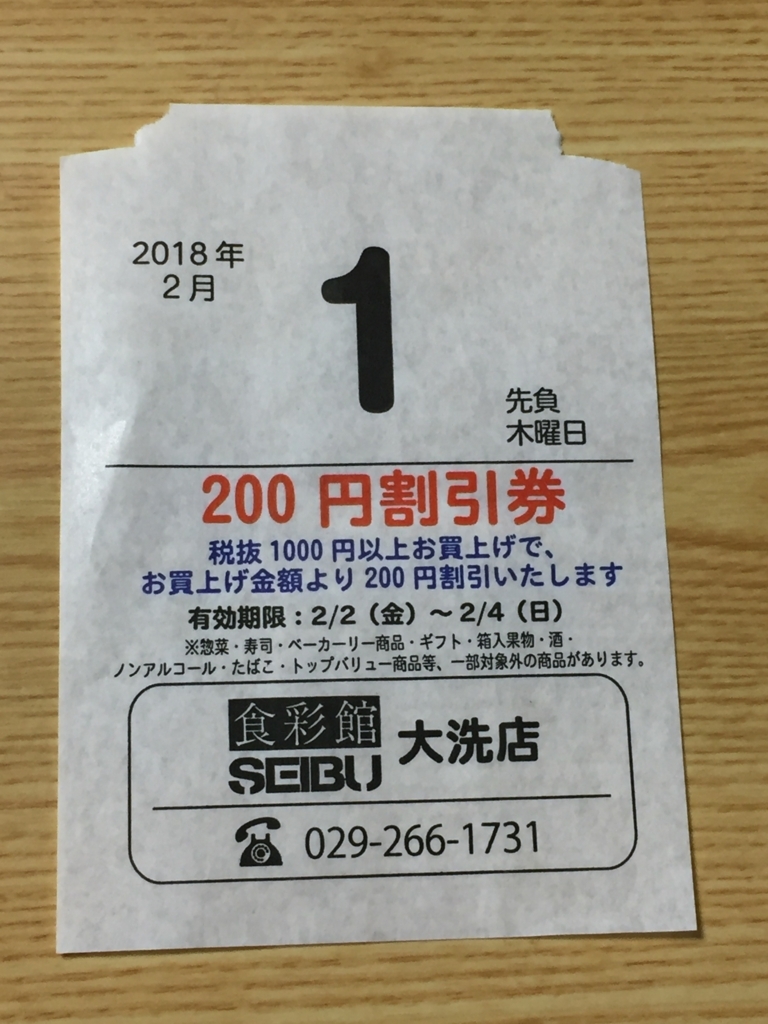 2018年
2月
1
先負
木曜日
200 円割引券
税抜 1000 円以上お買上げで、
お買上げ金額より 200 円割引いたします
有効期限：2/2（金）～2/4（日）
※惣菜・寿司・ベーカーリー商品・ギフト・箱入果物・酒・
ノンアルコール・たばこ・トップバリュー商品等、一部対象外の商品があります。
食彩館
SEIBU 大洗店
029-266-1731